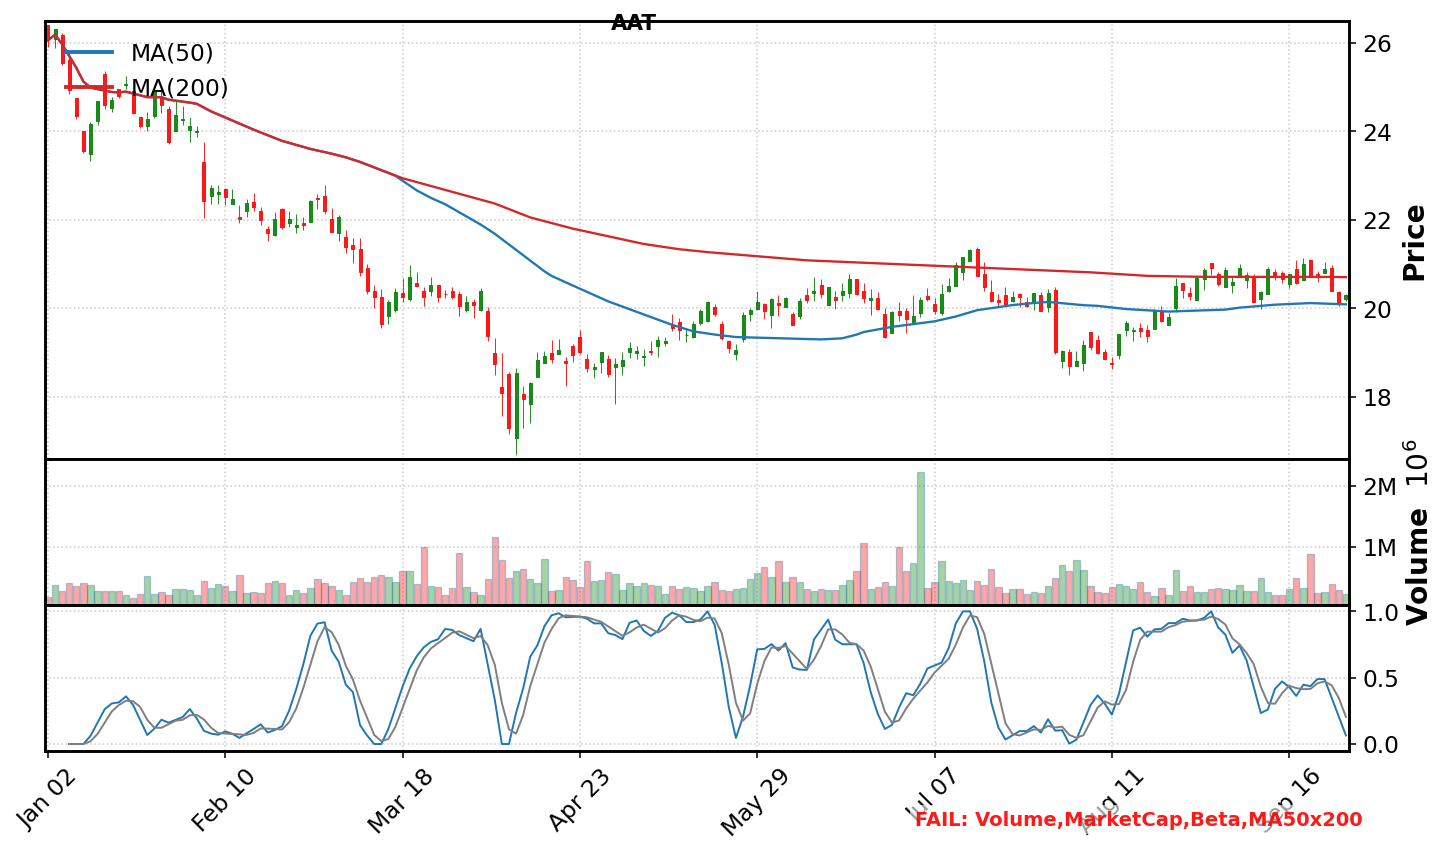 AAT
MA(50)
MA(200)
26
24
22
20
18
Price
2M
1M
Volume 10^6
1.0
0.5
0.0
Jan 02
Feb 10
Mar 18
Apr 23
May 29
Jul 07
Aug 11
Sep 16
FAIL: Volume,MarketCap,Beta,MA50x200